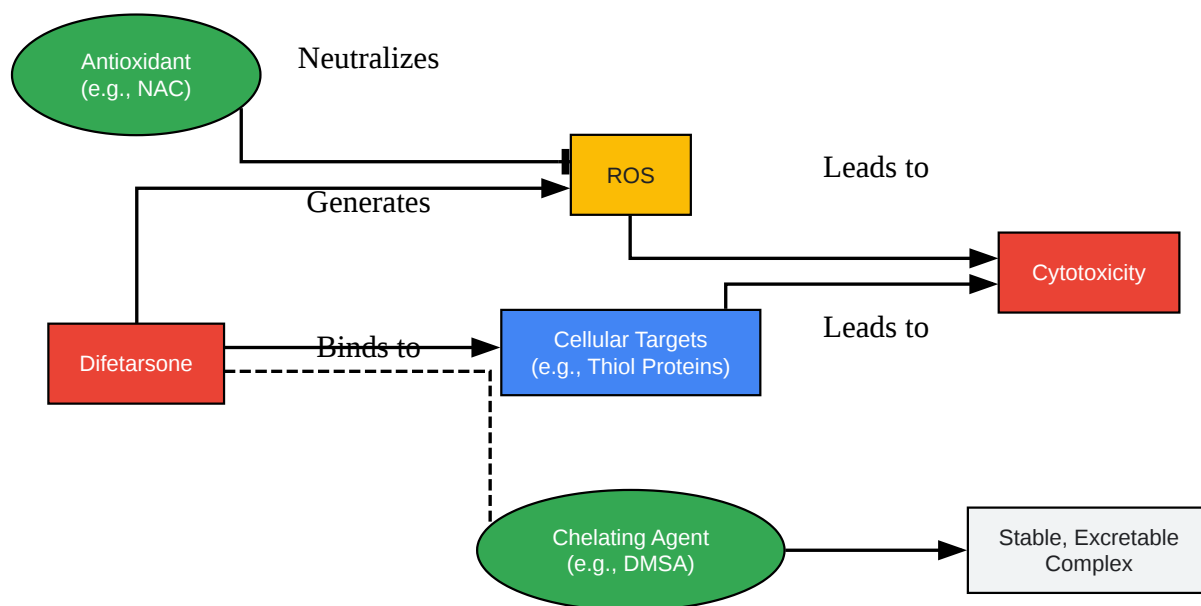 Antioxidant
(e.g., NAC)
Neutralizes
ROS
Generates
Leads to
Cytotoxicity
Difetarsone
Binds to
Cellular Targets
(e.g., Thiol Proteins)
Leads to
Chelating Agent
(e.g., DMSA)
Stable, Excretable
Complex